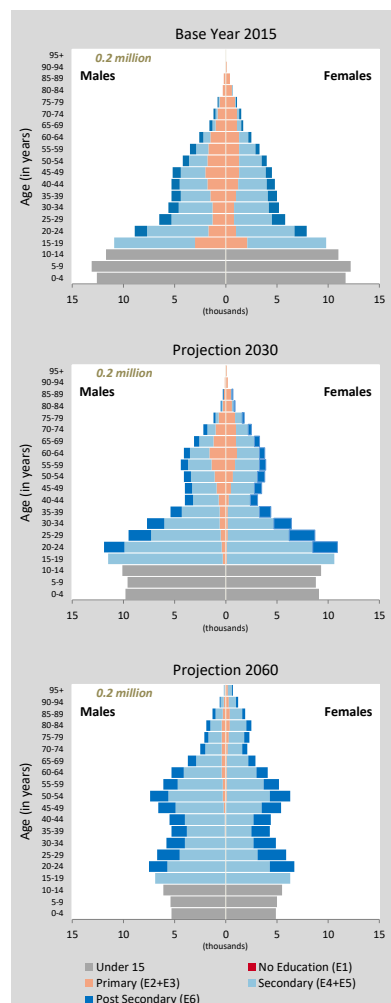 Base Year 2015
0.2 million
Males
Females
Age (in years)
95+
90-94
85-89
80-84
75-79
70-74
65-69
60-64
55-59
50-54
45-49
40-44
35-39
30-34
25-29
20-24
15-19
10-14
5-9
0-4
15 10 5 0 5 10 15
(thousands)
Projection 2030
0.2 million
Males
Females
Age (in years)
95+
90-94
85-89
80-84
75-79
70-74
65-69
60-64
55-59
50-54
45-49
40-44
35-39
30-34
25-29
20-24
15-19
10-14
5-9
0-4
15 10 5 0 5 10 15
(thousands)
Projection 2060
0.2 million
Males
Females
Age (in years)
95+
90-94
85-89
80-84
75-79
70-74
65-69
60-64
55-59
50-54
45-49
40-44
35-39
30-34
25-29
20-24
15-19
10-14
5-9
0-4
15 10 5 0 5 10 15
(thousands)
Under 15
No Education (E1)
Primary (E2+E3)
Secondary (E4+E5)
Post Secondary (E6)